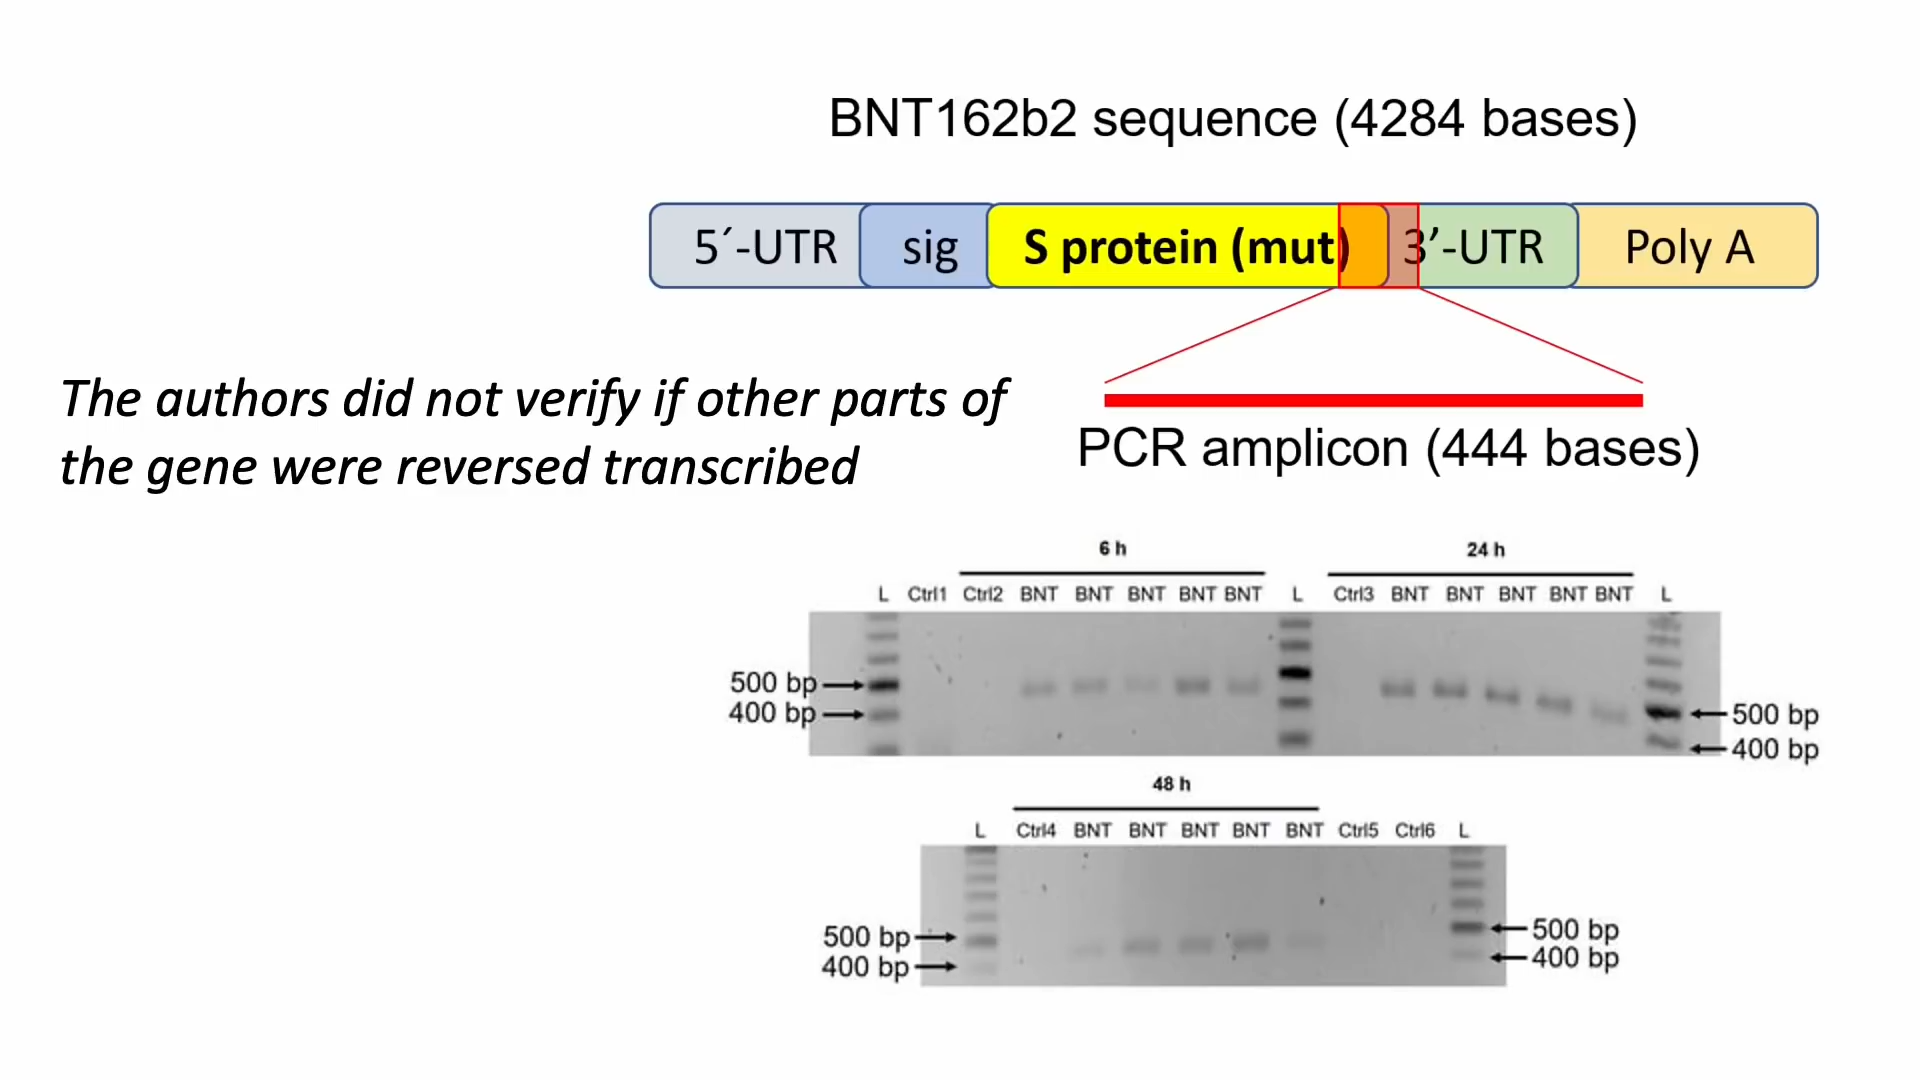 BNT162b2 sequence (4284 bases)
5´-UTR sig S protein (mut) 3’-UTR Poly A
The authors did not verify if other parts of
the gene were reversed transcribed
PCR amplicon (444 bases)
6 h 24 h
L Ctrl1 Ctrl2 BNT BNT BNT BNT BNT L Ctrl3 BNT BNT BNT BNT BNT L
500 bp
400 bp
500 bp
400 bp
48 h
L Ctrl4 BNT BNT BNT BNT BNT Ctrl5 Ctrl6 L
500 bp 500 bp
400 bp 400 bp